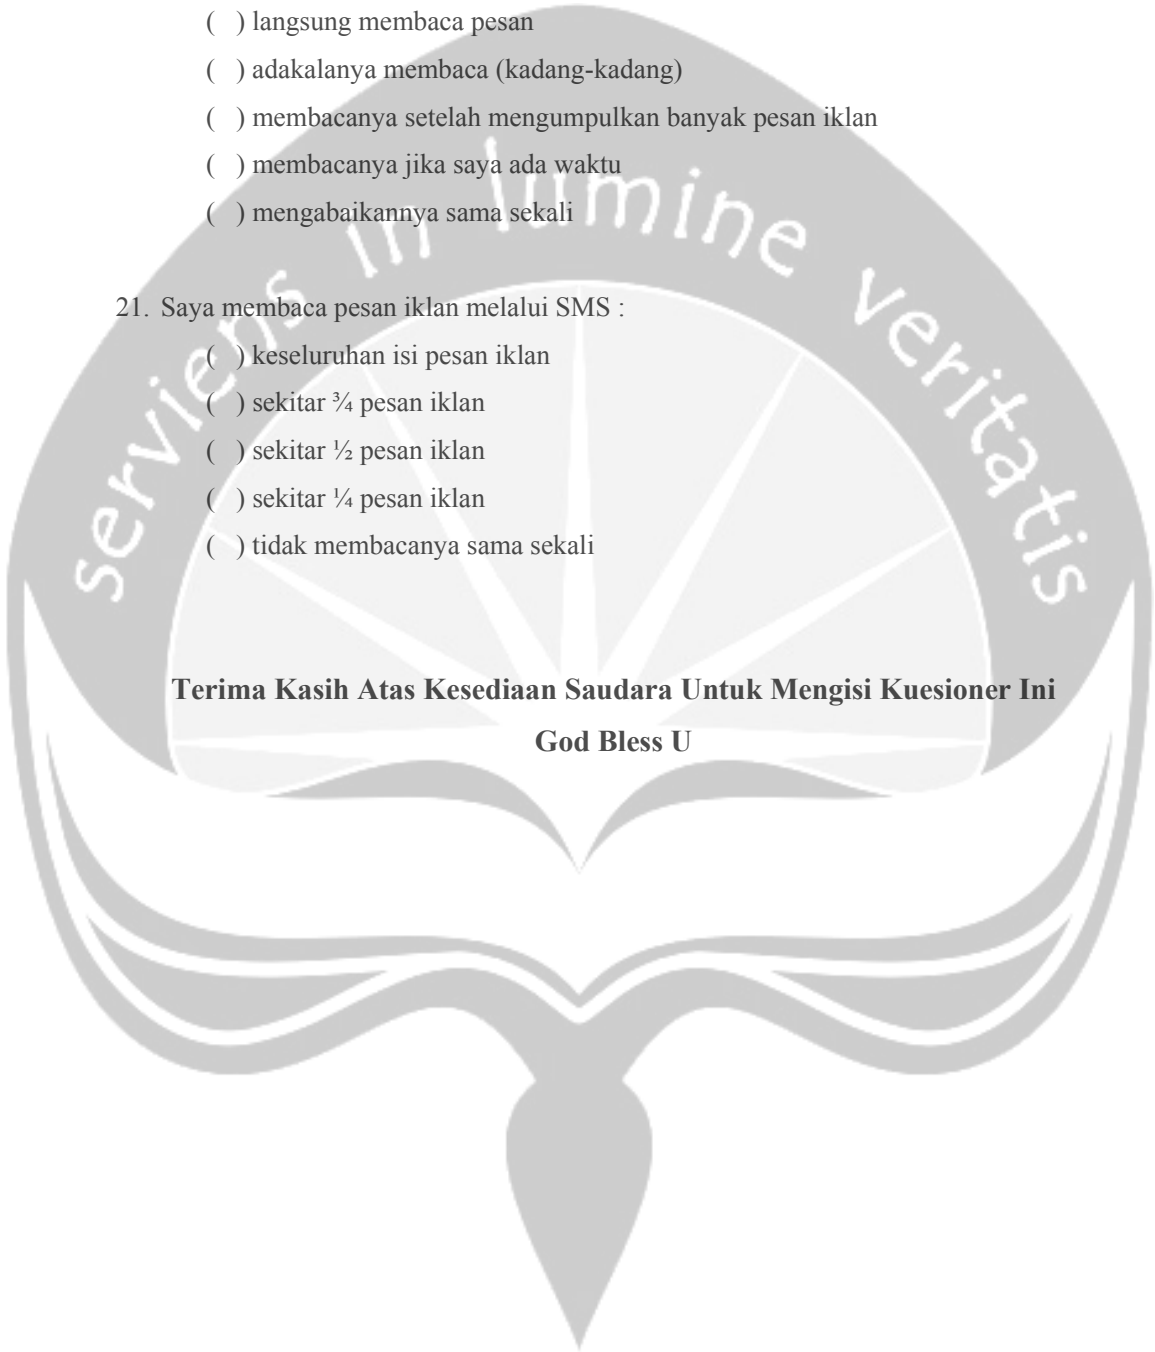 ( ) langsung membaca pesan
( ) adakalanya membaca (kadang-kadang)
( ) membacanya setelah mengumpulkan banyak pesan iklan
( ) membacanya jika saya ada waktu
( ) mengabaikannya sama sekali
serviens in lumine veritatis
21. Saya membaca pesan iklan melalui SMS :
( ) keseluruhan isi pesan iklan
( ) sekitar ¾ pesan iklan
( ) sekitar ½ pesan iklan
( ) sekitar ¼ pesan iklan
( ) tidak membacanya sama sekali
Terima Kasih Atas Kesediaan Saudara Untuk Mengisi Kuesioner Ini
God Bless U